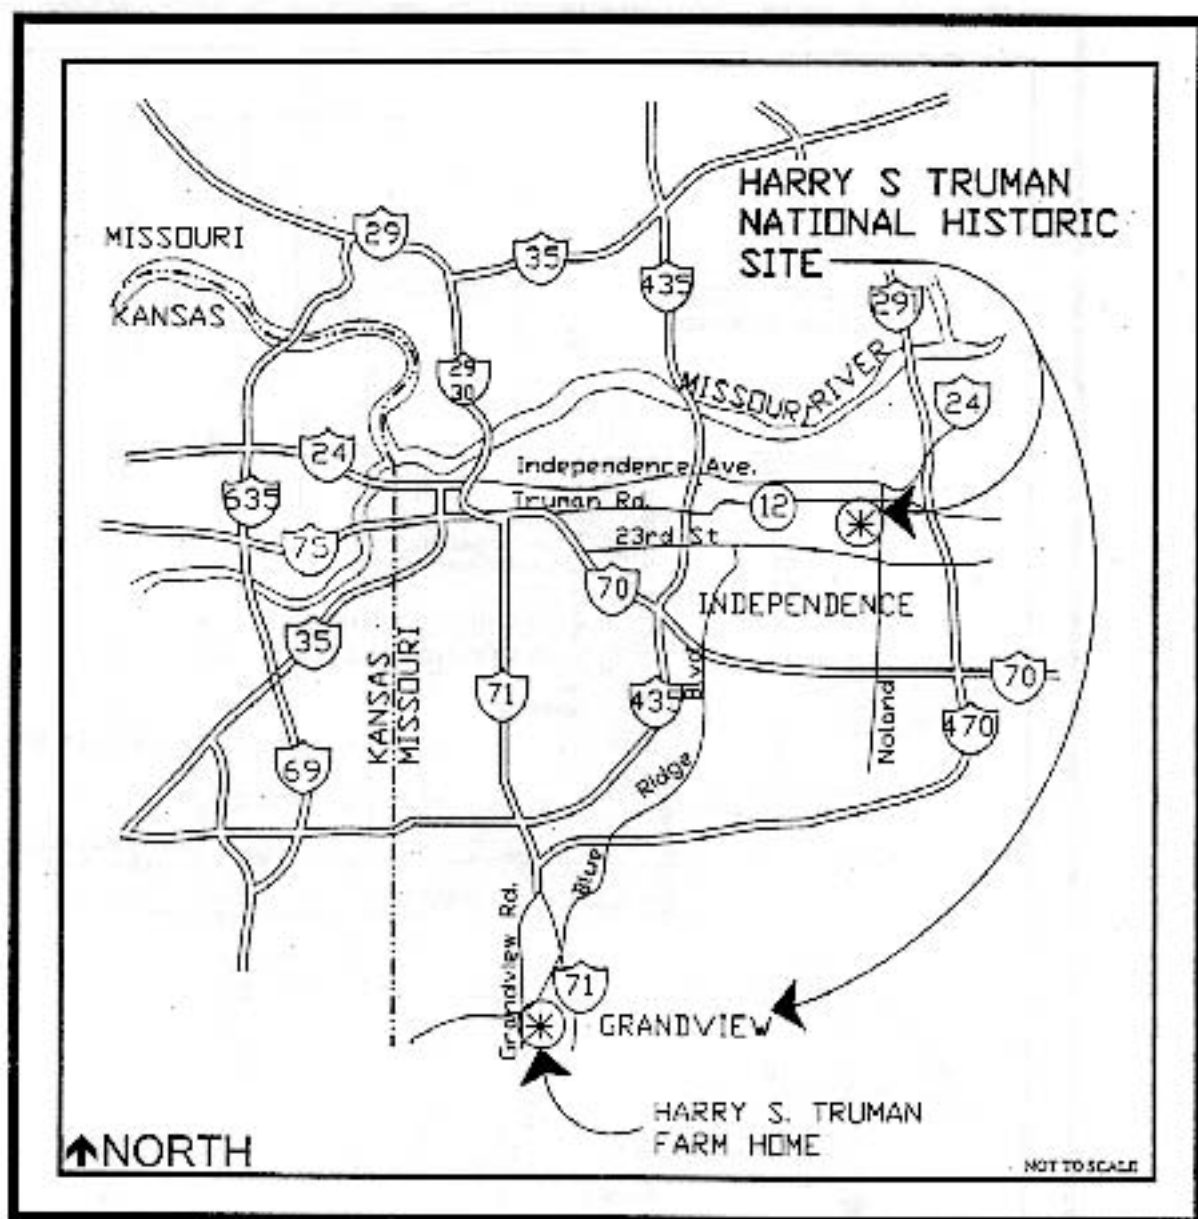 HARRY S TRUMAN
NATIONAL HISTORIC
SITE
MISSOURI
KANSAS
29
35
435
29
24
MISSOURI RIVER
29
30
24
Independence Ave.
635
Truman Rd.
12
75
23rd St
70
INDEPENDENCE
35
KANSAS
MISSOURI
71
435
Blvd
Noland
70
470
69
Ridge
Blue
Grandview Rd.
71
GRANDVIEW
HARRY S. TRUMAN
FARM HOME
NORTH
NOT TO SCALE